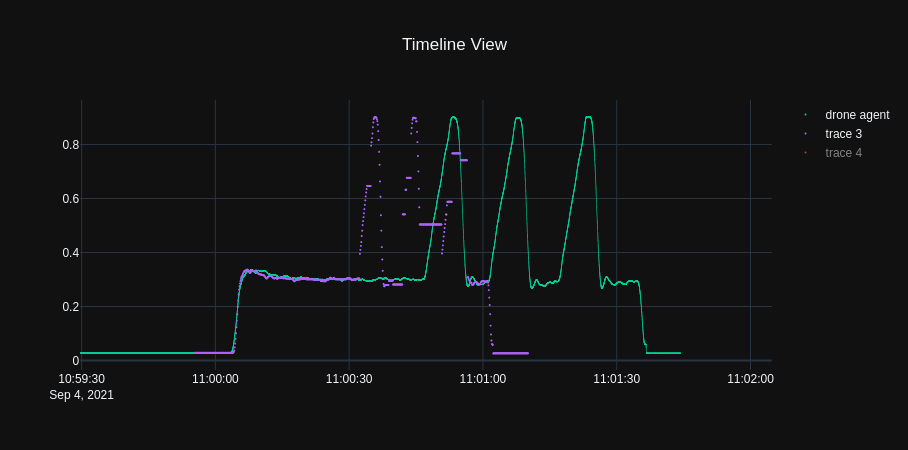 Timeline View
drone agent
trace 3
trace 4
0.8
0.6
0.4
0.2
0
10:59:30
Sep 4, 2021
11:00:00
11:00:30
11:01:00
11:01:30
11:02:00